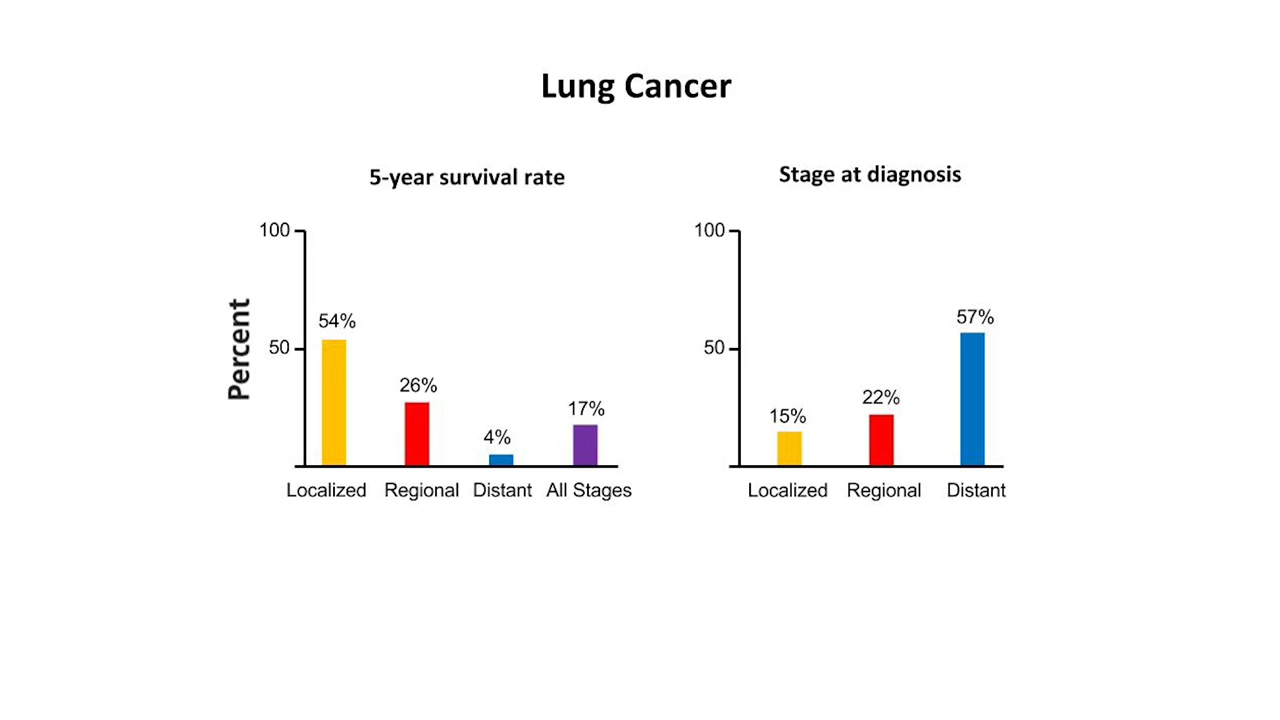 Lung Cancer
5-year survival rate
100
50
Percent
54%
26%
4%
17%
Localized Regional Distant All Stages
Stage at diagnosis
100
50
15%
22%
57%
Localized Regional Distant